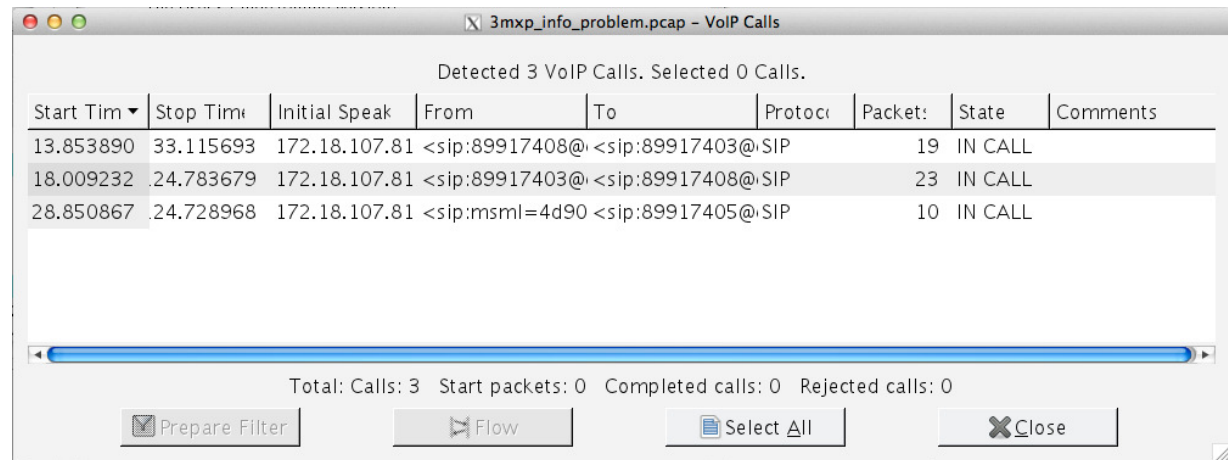 3mxp_info_problem.pcap – VoIP Calls
Detected 3 VoIP Calls. Selected 0 Calls.
Start Tim Stop Time Initial Speak From To Protoco Packets State Comments
13.853890 33.115693 172.18.107.81 <sip:89917408@ <sip:89917403@ SIP 19 IN CALL
18.009232 .24.783679 172.18.107.81 <sip:89917403@ <sip:89917408@ SIP 23 IN CALL
28.850867 .24.728968 172.18.107.81 <sip:msml=4d90 <sip:89917405@ SIP 10 IN CALL
Total: Calls: 3 Start packets: 0 Completed calls: 0 Rejected calls: 0
Prepare Filter Flow Select All Close